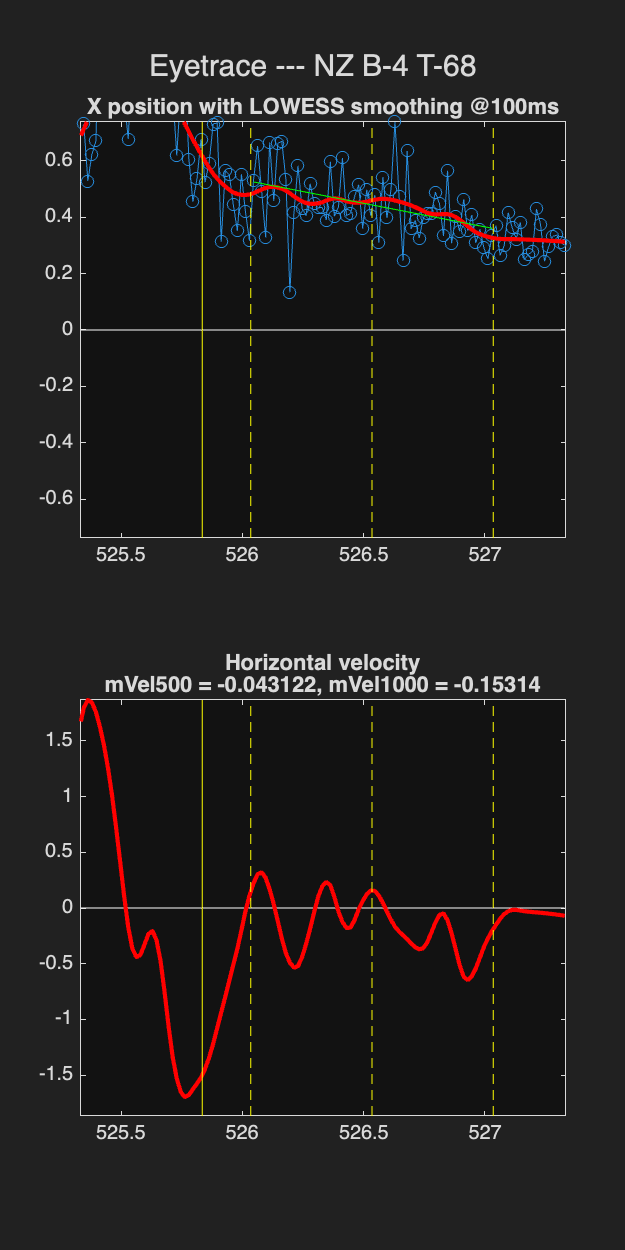 Eyetrace --- NZ B-4 T-68
X position with LOWESS smoothing @100ms
0.6
0.4
0.2
0
-0.2
-0.4
-0.6
525.5 526 526.5 527
Horizontal velocity
mVel500 = -0.043122, mVel1000 = -0.15314
1.5
1
0.5
0
-0.5
-1
-1.5
525.5 526 526.5 527